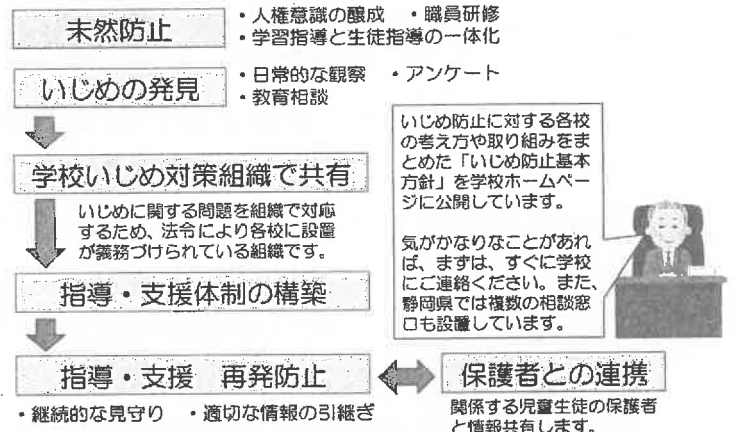 未然防止
・人権意識の醸成 ・職員研修
・学習指導と生徒指導の一体化
いじめの発見
・日常的な観察 ・アンケート
・教育相談
学校いじめ対策組織で共有
いじめに関する問題を組織で対応
するため、法令により各校に設置
が義務づけられている組織です。
指導・支援体制の構築
指導・支援 再発防止
・継続的な見守り ・適切な情報の引継ぎ
保護者との連携
関係する児童生徒の保護者
と情報共有します。
いじめ防止に対する各校
の考え方や取り組みをま
とめた「いじめ防止基本
方針」を学校ホームペー
ジに公開しています。
気がかなりなことがあれ
ば、まずは、すぐに学校
にご連絡ください。また、
静岡県では複数の相談窓
口も設置しています。